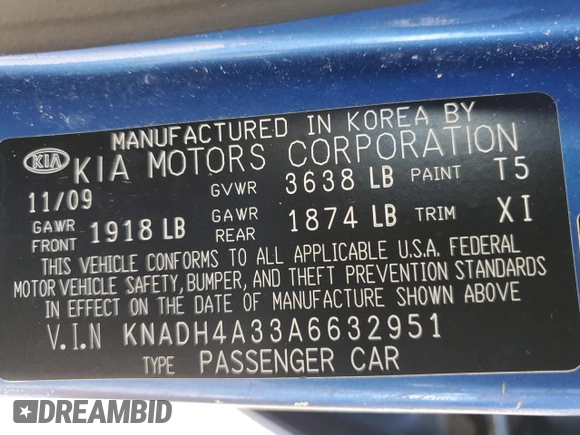 MANUFACTURED IN KOREA BY
KIA KIA MOTORS CORPORATION
11/09 GVWR 3638 LB PAINT T5
GAWR FRONT 1918 LB GAWR REAR 1874 LB TRIM XI
THIS VEHICLE CONFORMS TO ALL APPLICABLE U.S.A. FEDERAL
MOTOR VEHICLE SAFETY, BUMPER, AND THEFT PREVENTION STANDARDS
IN EFFECT ON THE DATE OF MANUFACTURE SHOWN ABOVE
V.I.N KNADH4A33A6632951
TYPE PASSENGER CAR
DREAMBID